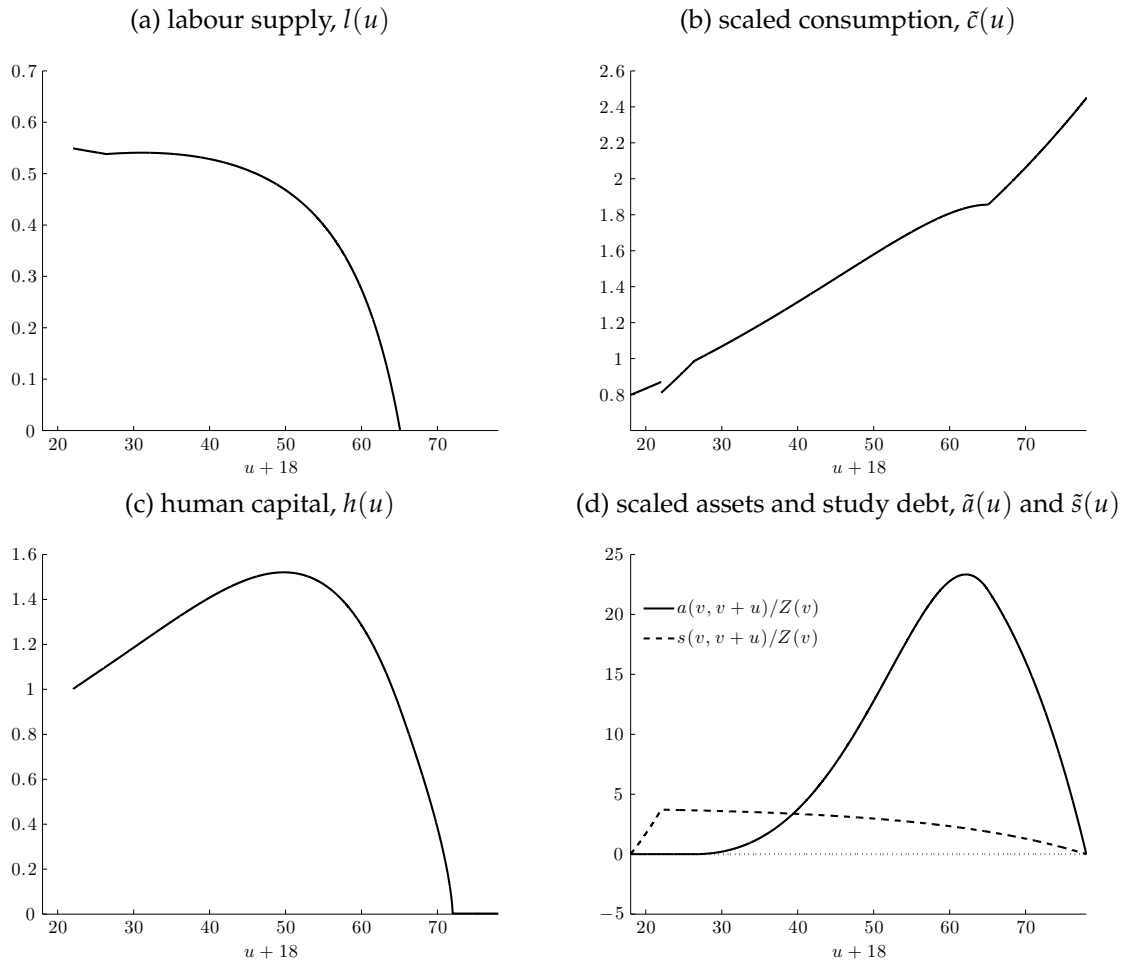 (a) labour supply, l(u)
0.7
0.6
0.5
0.4
0.3
0.2
0.1
0
20 30 40 50 60 70
u + 18
(b) scaled consumption, c̃(u)
2.6
2.4
2.2
2
1.8
1.6
1.4
1.2
1
0.8
20 30 40 50 60 70
u + 18
(c) human capital, h(u)
1.6
1.4
1.2
1
0.8
0.6
0.4
0.2
0
20 30 40 50 60 70
u + 18
(d) scaled assets and study debt, ã(u) and s̃(u)
25
20
15
10
5
0
−5
a(v, v + u)/Z(v)
s(v, v + u)/Z(v)
20 30 40 50 60 70
u + 18